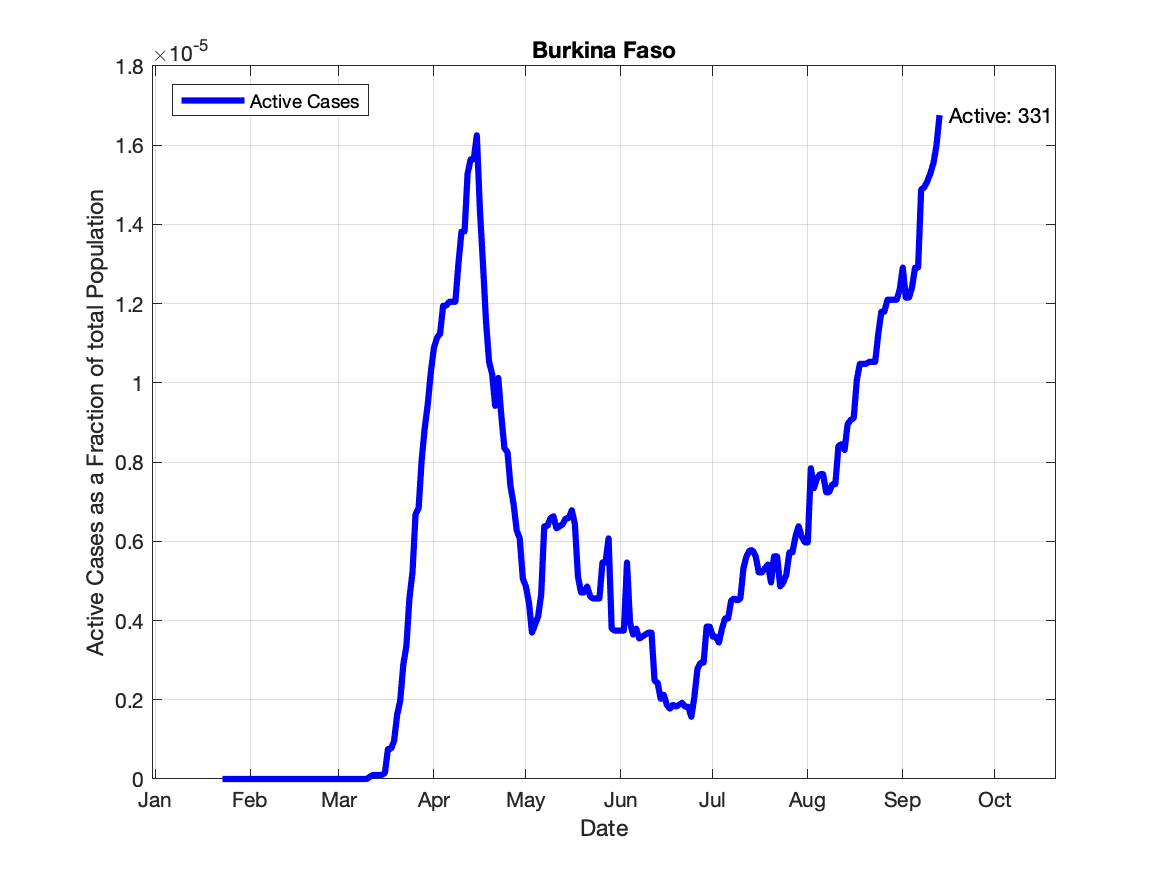 Burkina Faso
×10-5
1.8
1.6
1.4
1.2
1
0.8
0.6
0.4
0.2
0
Active Cases as a Fraction of total Population
Active Cases
Active: 331
Jan Feb Mar Apr May Jun Jul Aug Sep Oct
Date